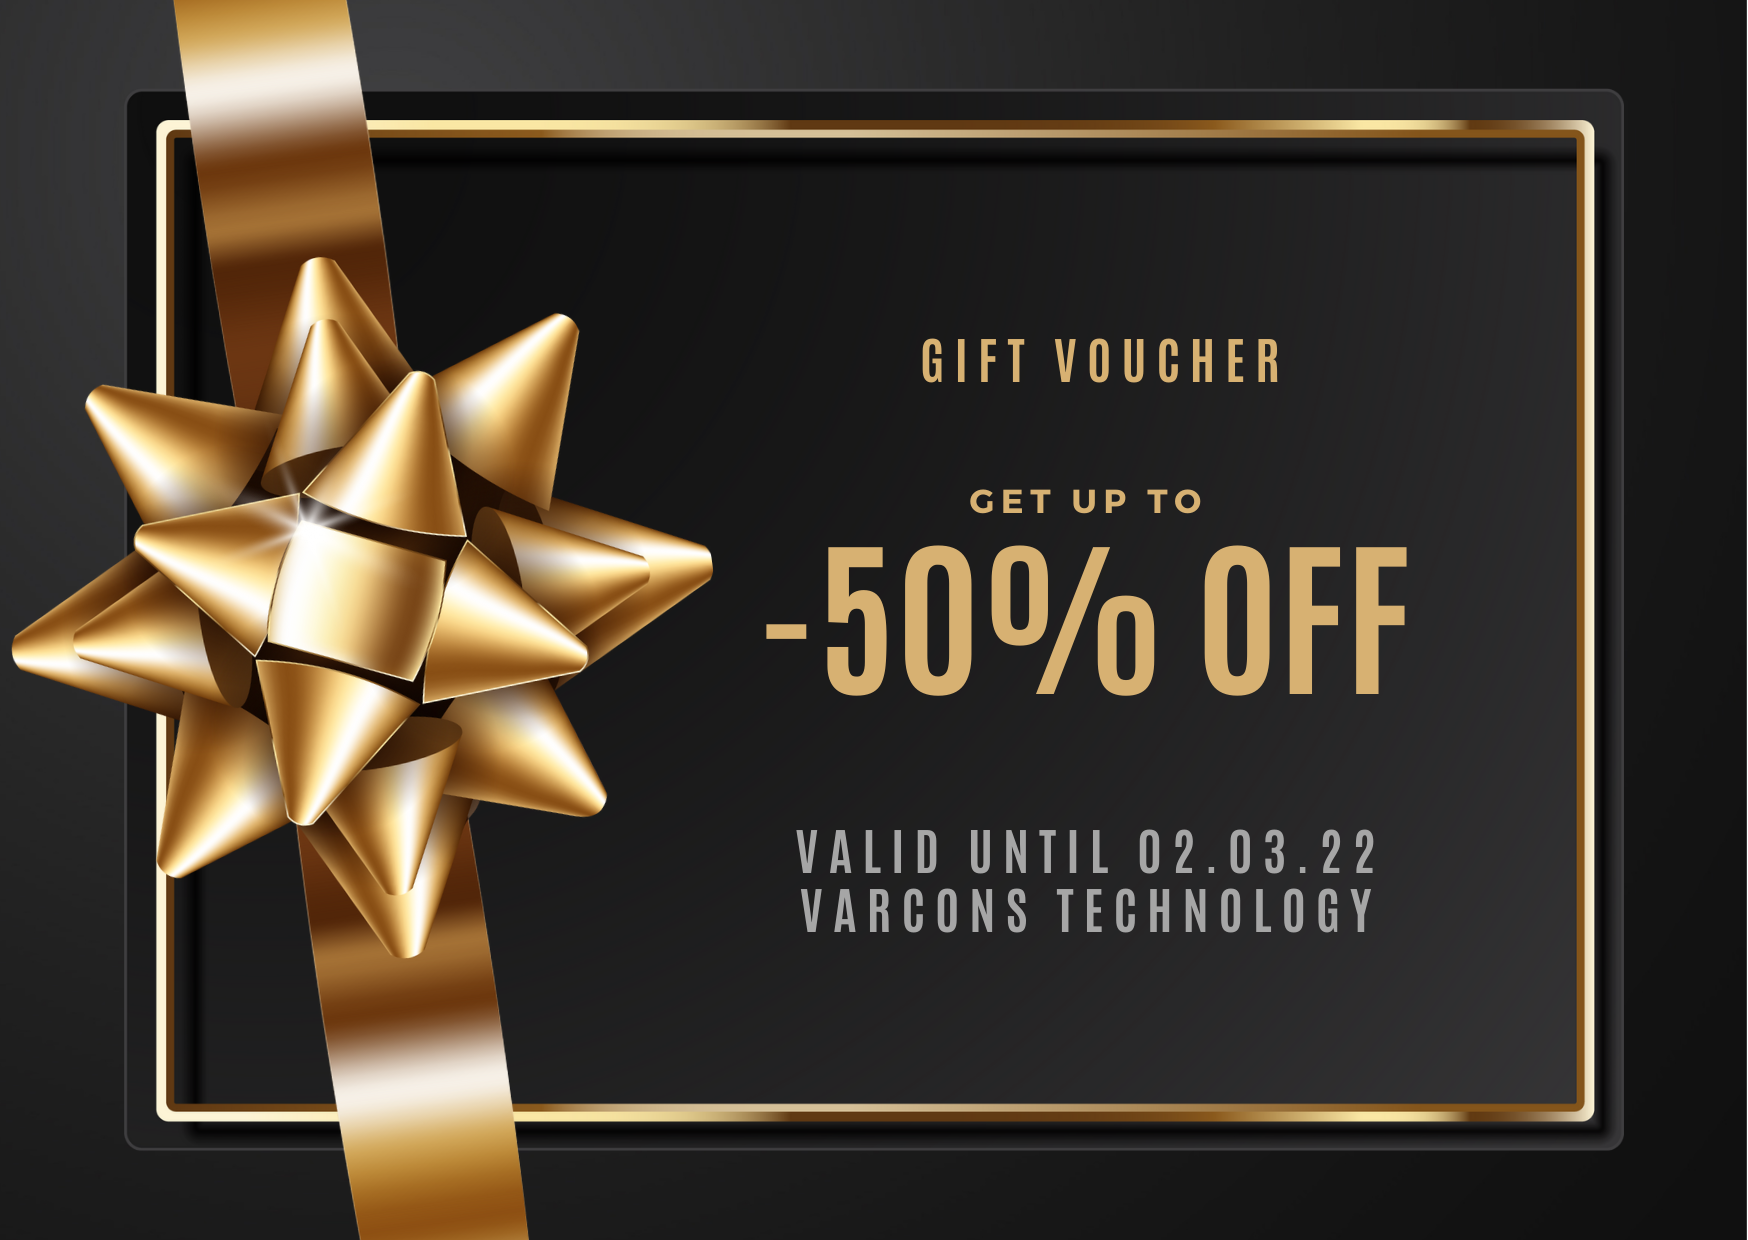 GIFT VOUCHER
GET UP TO
-50% OFF
VALID UNTIL 02.03.22
VARCONS TECHNOLOGY